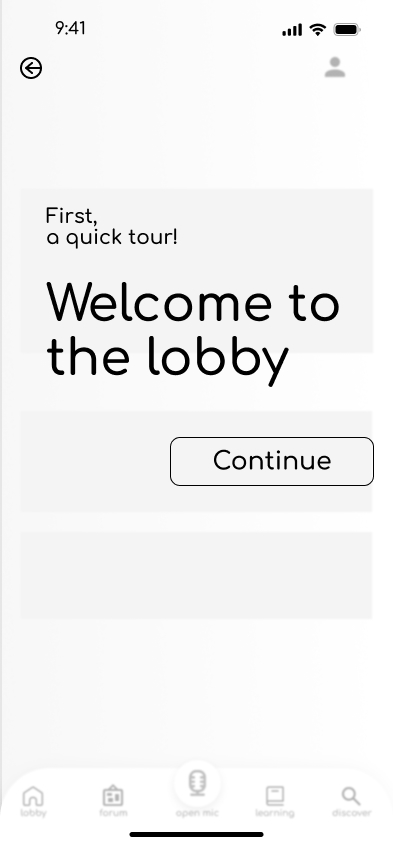 9:41
First,
a quick tour!
Welcome to
the lobby
Continue
lobby
forum
open mic
learning
discover